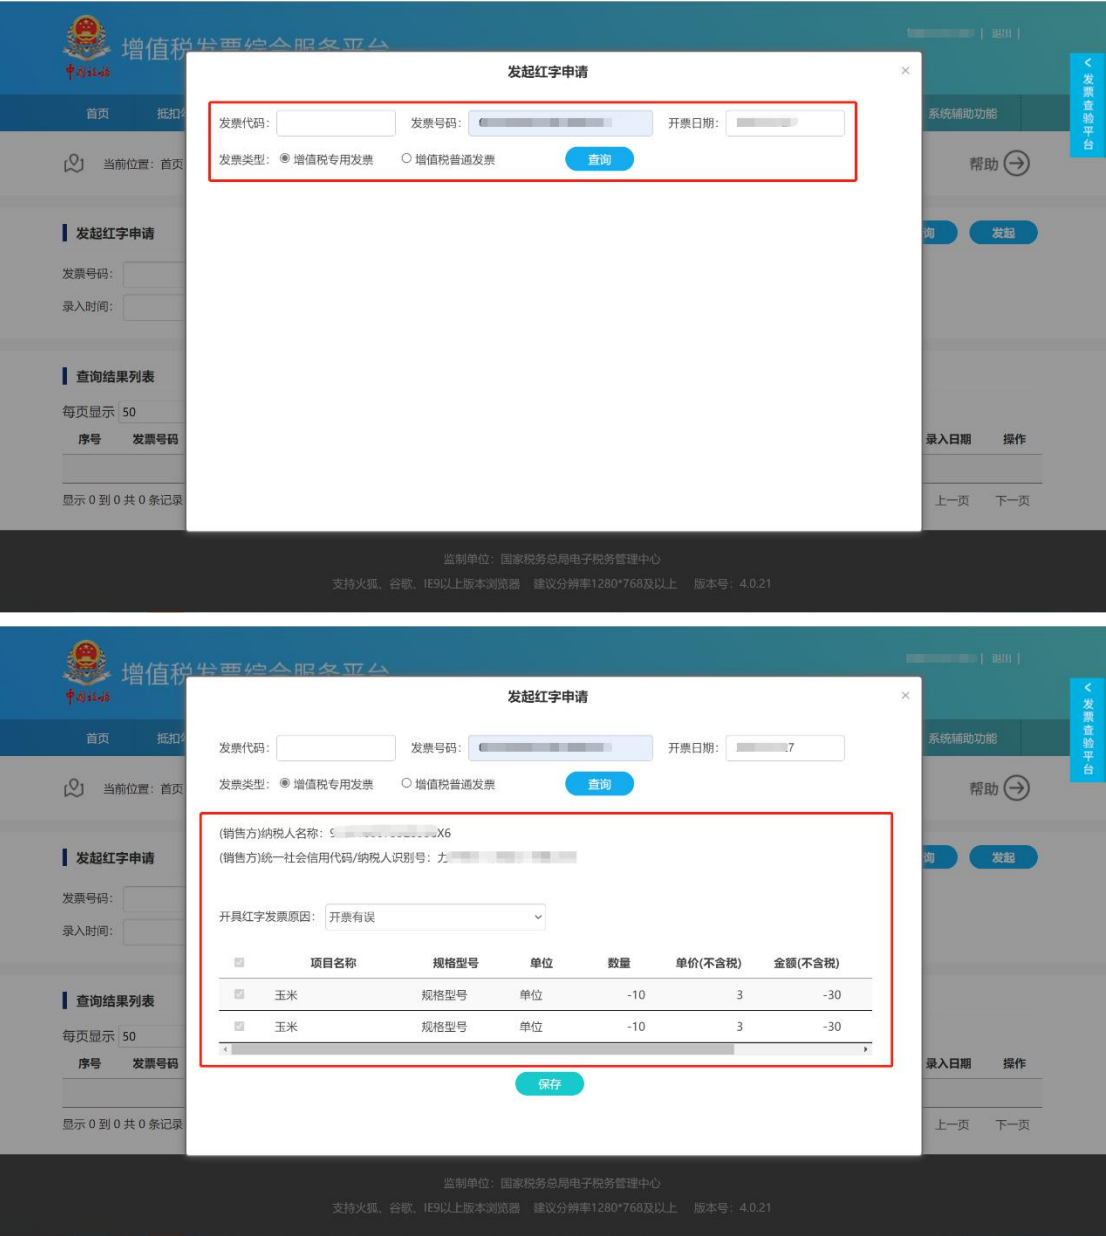 退出 |
增值税发票综合服务平台
中国税务
发起红字申请 ×
< 发票查验平台
首页 抵扣 系统辅助功能
发票代码: 发票号码: 开票日期:
发票类型: 增值税专用发票 增值税普通发票 查询
当前位置: 首页 帮助
发起红字申请 询 发起
发票号码:
录入时间:
查询结果列表
每页显示 50
序号 发票号码 录入日期 操作
显示 0 到 0 共 0 条记录 上一页 下一页
监制单位: 国家税务总局电子税务管理中心
支持火狐、谷歌、IE9以上版本浏览器 建议分辨率1280*768及以上 版本号: 4.0.21
退出 |
增值税发票综合服务平台
中国税务
发起红字申请 ×
< 发票查验平台
首页 抵扣 系统辅助功能
发票代码: 发票号码: 开票日期: 7
发票类型: 增值税专用发票 增值税普通发票 查询
当前位置: 首页 帮助
(销售方)纳税人名称: X6
(销售方)统一社会信用代码/纳税人识别号:
发起红字申请 询 发起
发票号码:
开具红字发票原因: 开票有误
录入时间:
项目名称 规格型号 单位 数量 单价(不含税) 金额(不含税)
玉米 规格型号 单位 -10 3 -30
查询结果列表
玉米 规格型号 单位 -10 3 -30
每页显示 50
序号 发票号码 录入日期 操作
保存
显示 0 到 0 共 0 条记录 上一页 下一页
监制单位: 国家税务总局电子税务管理中心
支持火狐、谷歌、IE9以上版本浏览器 建议分辨率1280*768及以上 版本号: 4.0.21